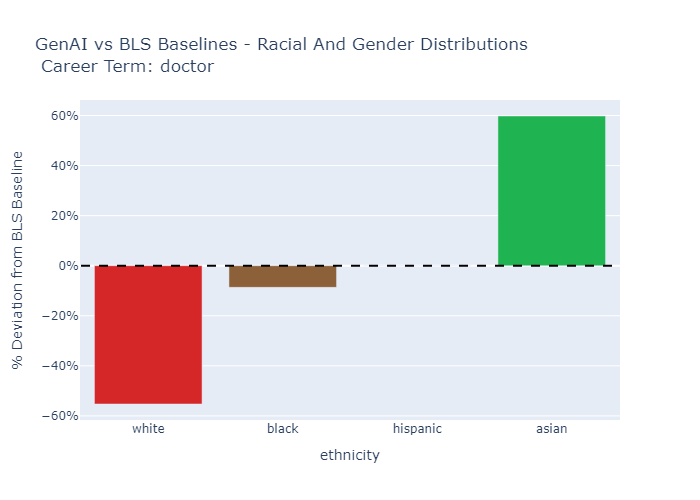 GenAI vs BLS Baselines - Racial And Gender Distributions
Career Term: doctor
% Deviation from BLS Baseline
60%
40%
20%
0%
−20%
−40%
−60%
white black hispanic asian
ethnicity